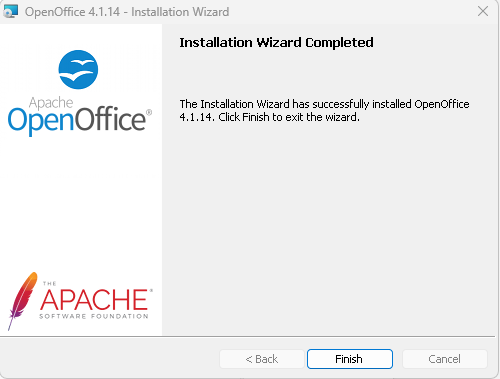 OpenOffice 4.1.14 - Installation Wizard
Installation Wizard Completed
Apache
OpenOffice®
The Installation Wizard has successfully installed OpenOffice
4.1.14. Click Finish to exit the wizard.
THE
APACHE®
SOFTWARE FOUNDATION
< Back
Finish
Cancel